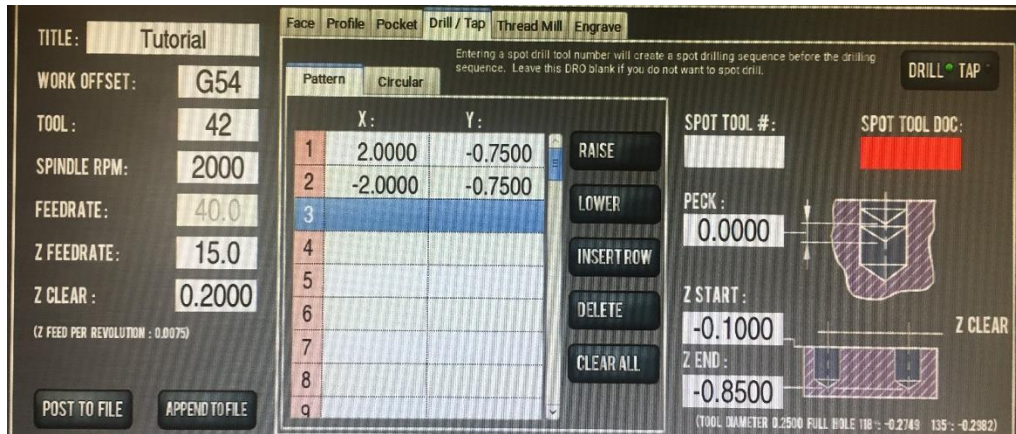 TITLE: Tutorial
WORK OFFSET: G54
TOOL: 42
SPINDLE RPM: 2000
FEEDRATE: 40.0
Z FEEDRATE: 15.0
Z CLEAR: 0.2000
(Z FEED PER REVOLUTION : 0.0075)
POST TO FILE APPEND TO FILE
Face Profile Pocket Drill / Tap Thread Mill Engrave
Entering a spot drill tool number will create a spot drilling sequence before the drilling
sequence. Leave this DRO blank if you do not want to spot drill.
DRILL TAP
Pattern Circular
X: Y:
1 2.0000 -0.7500
2 -2.0000 -0.7500
3
4
5
6
7
8
9
RAISE
LOWER
INSERT ROW
DELETE
CLEAR ALL
SPOT TOOL #: SPOT TOOL DOC:
PECK:
0.0000
Z START:
-0.1000
Z CLEAR
Z END:
-0.8500
(TOOL DIAMETER 0.2500 FULL HOLE 118°: -0.2749 135°: -0.2982)